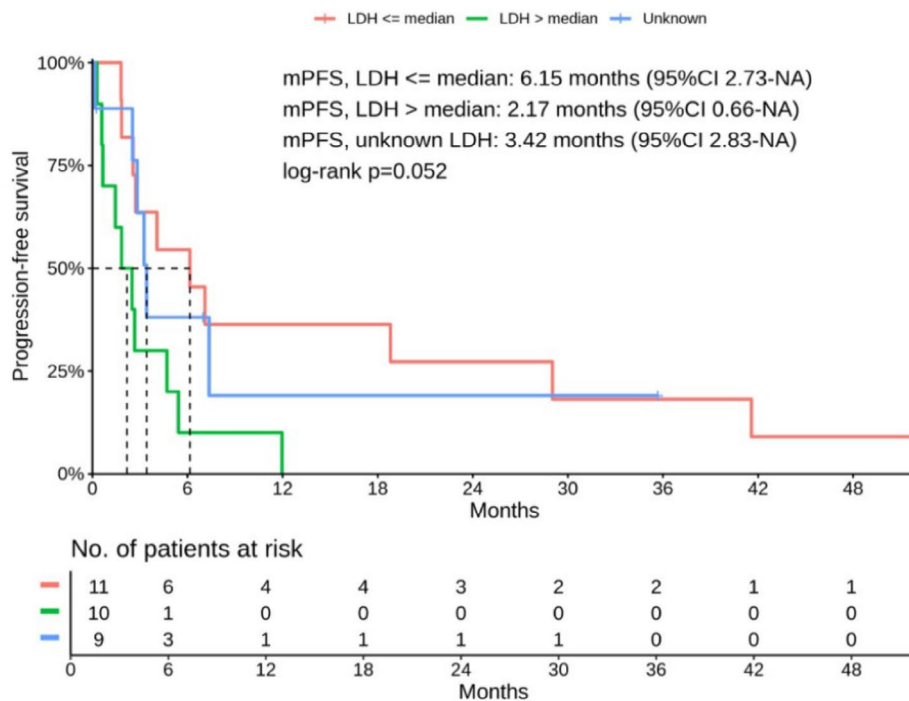 LDH <= median LDH > median Unknown
Progression-free survival
100%
75%
50%
25%
0%
mPFS, LDH <= median: 6.15 months (95%CI 2.73-NA)
mPFS, LDH > median: 2.17 months (95%CI 0.66-NA)
mPFS, unknown LDH: 3.42 months (95%CI 2.83-NA)
log-rank p=0.052
0 6 12 18 24 30 36 42 48
Months
No. of patients at risk
11 6 4 4 3 2 2 1 1
10 1 0 0 0 0 0 0 0
9 3 1 1 1 1 0 0 0
0 6 12 18 24 30 36 42 48
Months